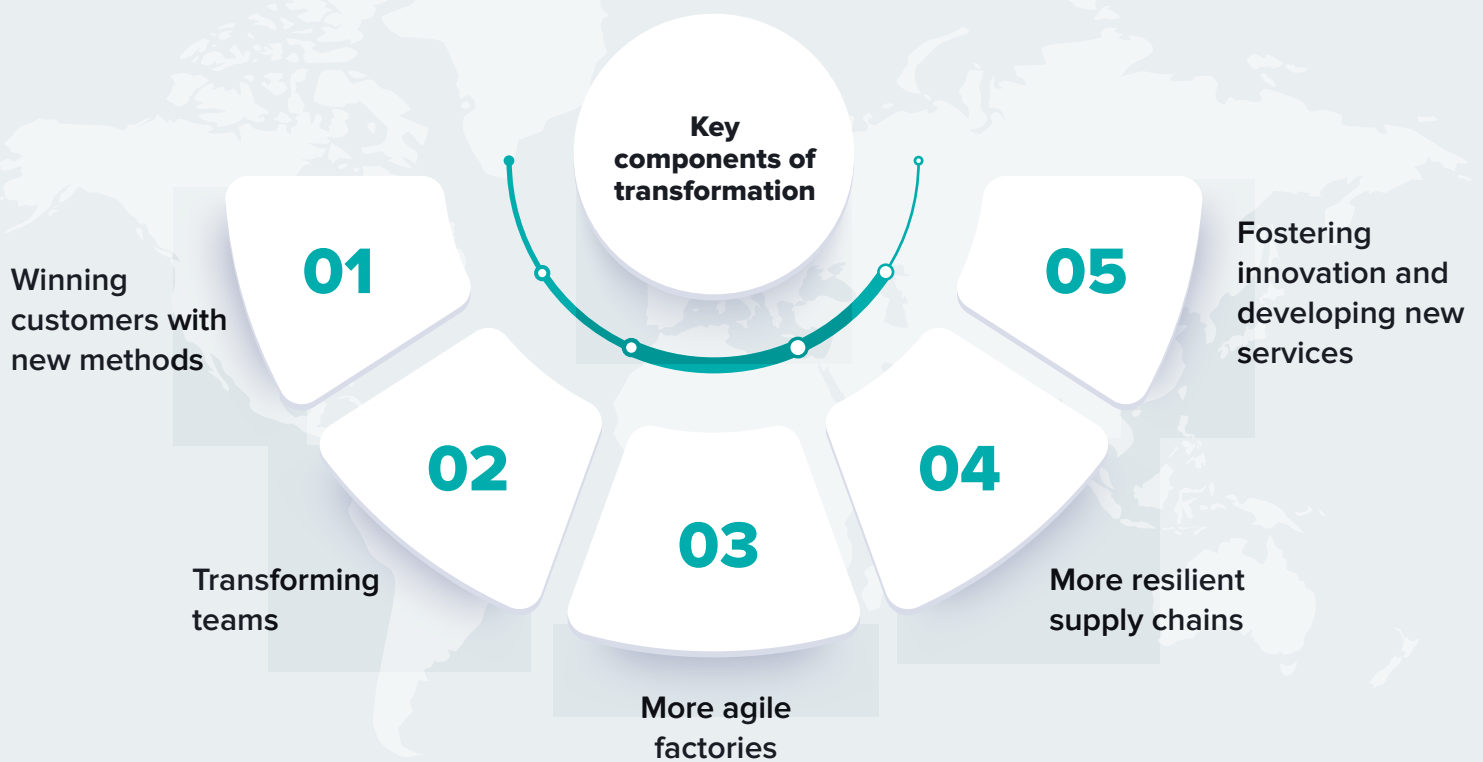 Key
components of
transformation
01
Winning
customers with
new methods
02
Transforming
teams
03
More agile
factories
04
More resilient
supply chains
05
Fostering
innovation and
developing new
services